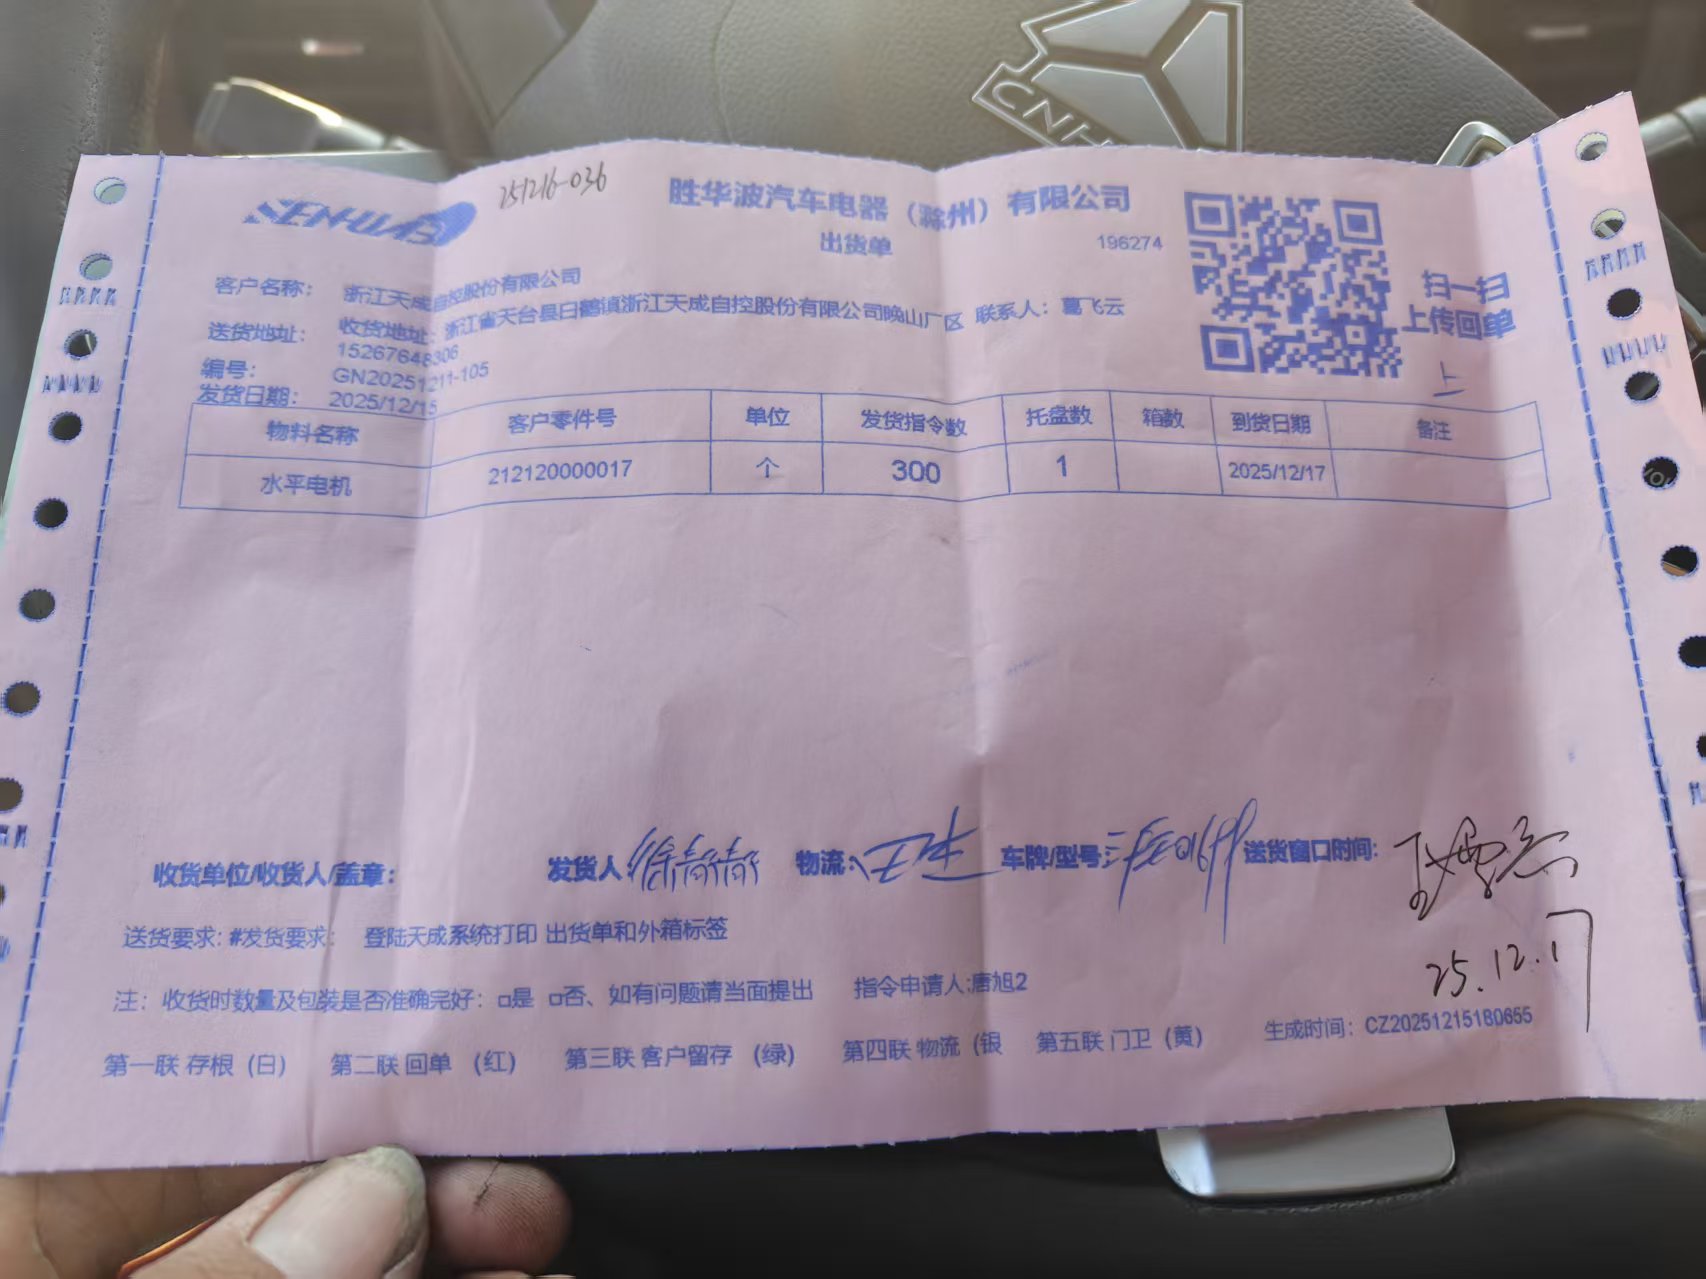 CNH
SENHUAB
251216-036
胜华波汽车电器（滁州）有限公司
出货单
196274
扫一扫
上传回单
上
客户名称： 浙江天成自控股份有限公司
送货地址： 收货地址：浙江省天台县白鹤镇浙江天成自控股份有限公司晚山厂区 联系人：葛飞云
15267648306
编号： GN20251211-105
发货日期： 2025/12/15
物料名称 客户零件号 单位 发货指令数 托盘数 箱数 到货日期 备注
水平电机 212120000017 个 300 1 2025/12/17
收货单位/收货人/盖章： 发货人 徐静静 物流： 车牌/型号： 送货窗口时间：
25.12.17
送货要求：#发货要求： 登陆天成系统打印 出货单和外箱标签
注： 收货时数量及包装是否准确完好：□是 □否、如有问题请当面提出 指令申请人:唐旭2
生成时间：CZ20251215180655
第一联 存根（白） 第二联 回单 （红） 第三联 客户留存 （绿） 第四联 物流（银 第五联 门卫（黄）